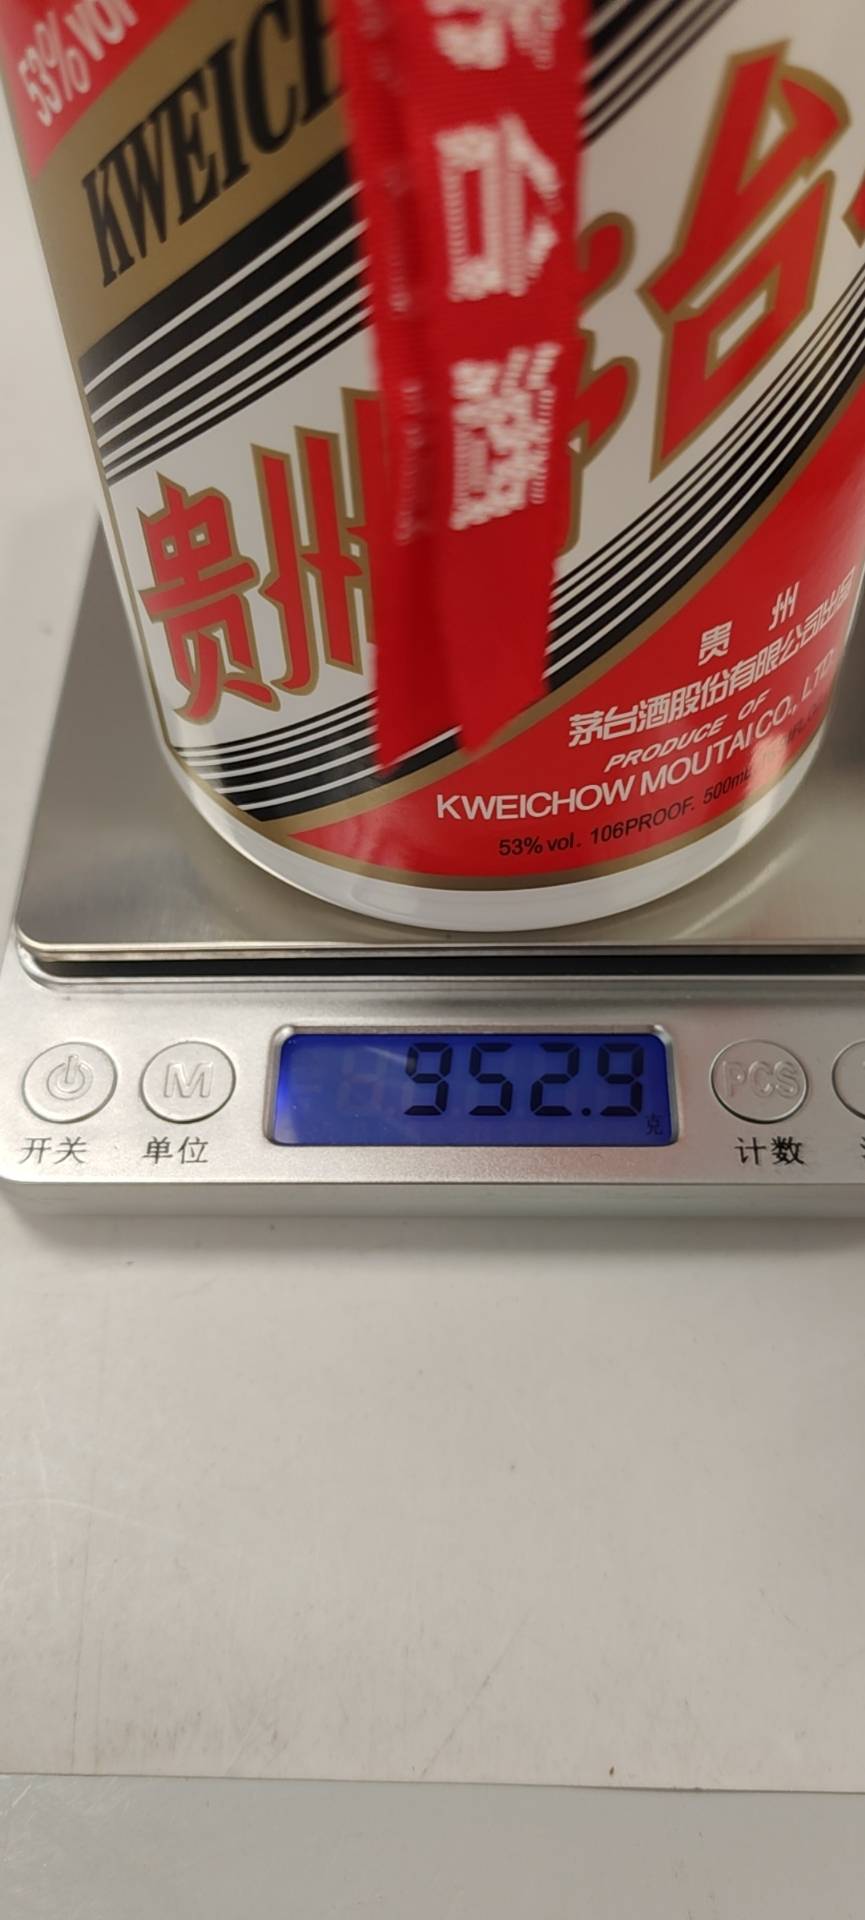 53%vol
KWEICH
台
酒
贵州
台
贵 州
茅台酒股份有限公司出品
PRODUCE OF
KWEICHOW MOUTAI CO., LTD.
53% vol. 106PROOF. 500mL
952.9
克
M
PCS
开关
单位
计数